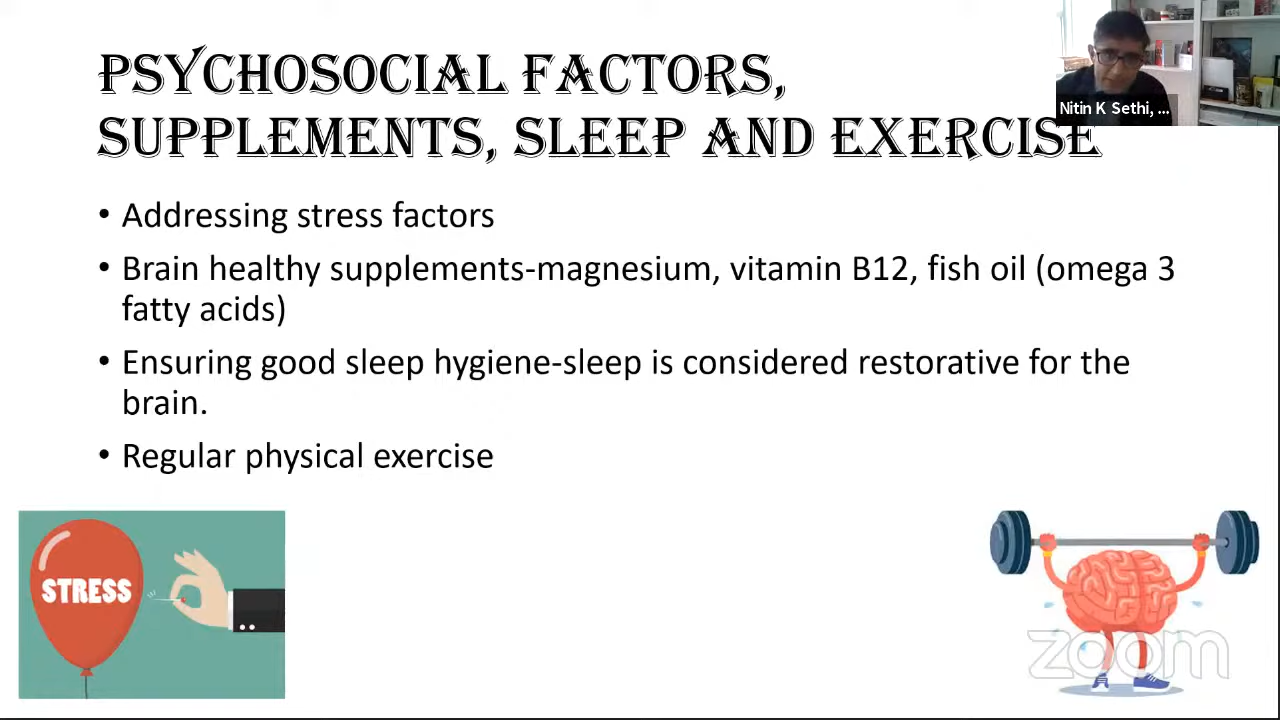 PSYCHOSOCIAL FACTORS,
SUPPLEMENTS, SLEEP AND EXERCISE
Nitin K Sethi, ...
• Addressing stress factors
• Brain healthy supplements-magnesium, vitamin B12, fish oil (omega 3
fatty acids)
• Ensuring good sleep hygiene-sleep is considered restorative for the
brain.
• Regular physical exercise
STRESS
zoom